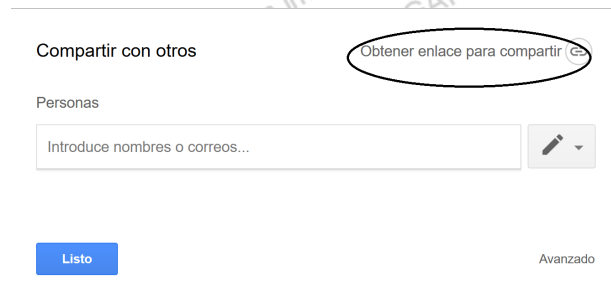 Compartir con otros
Obtener enlace para compartir
Personas
Introduce nombres o correos...
Listo
Avanzado